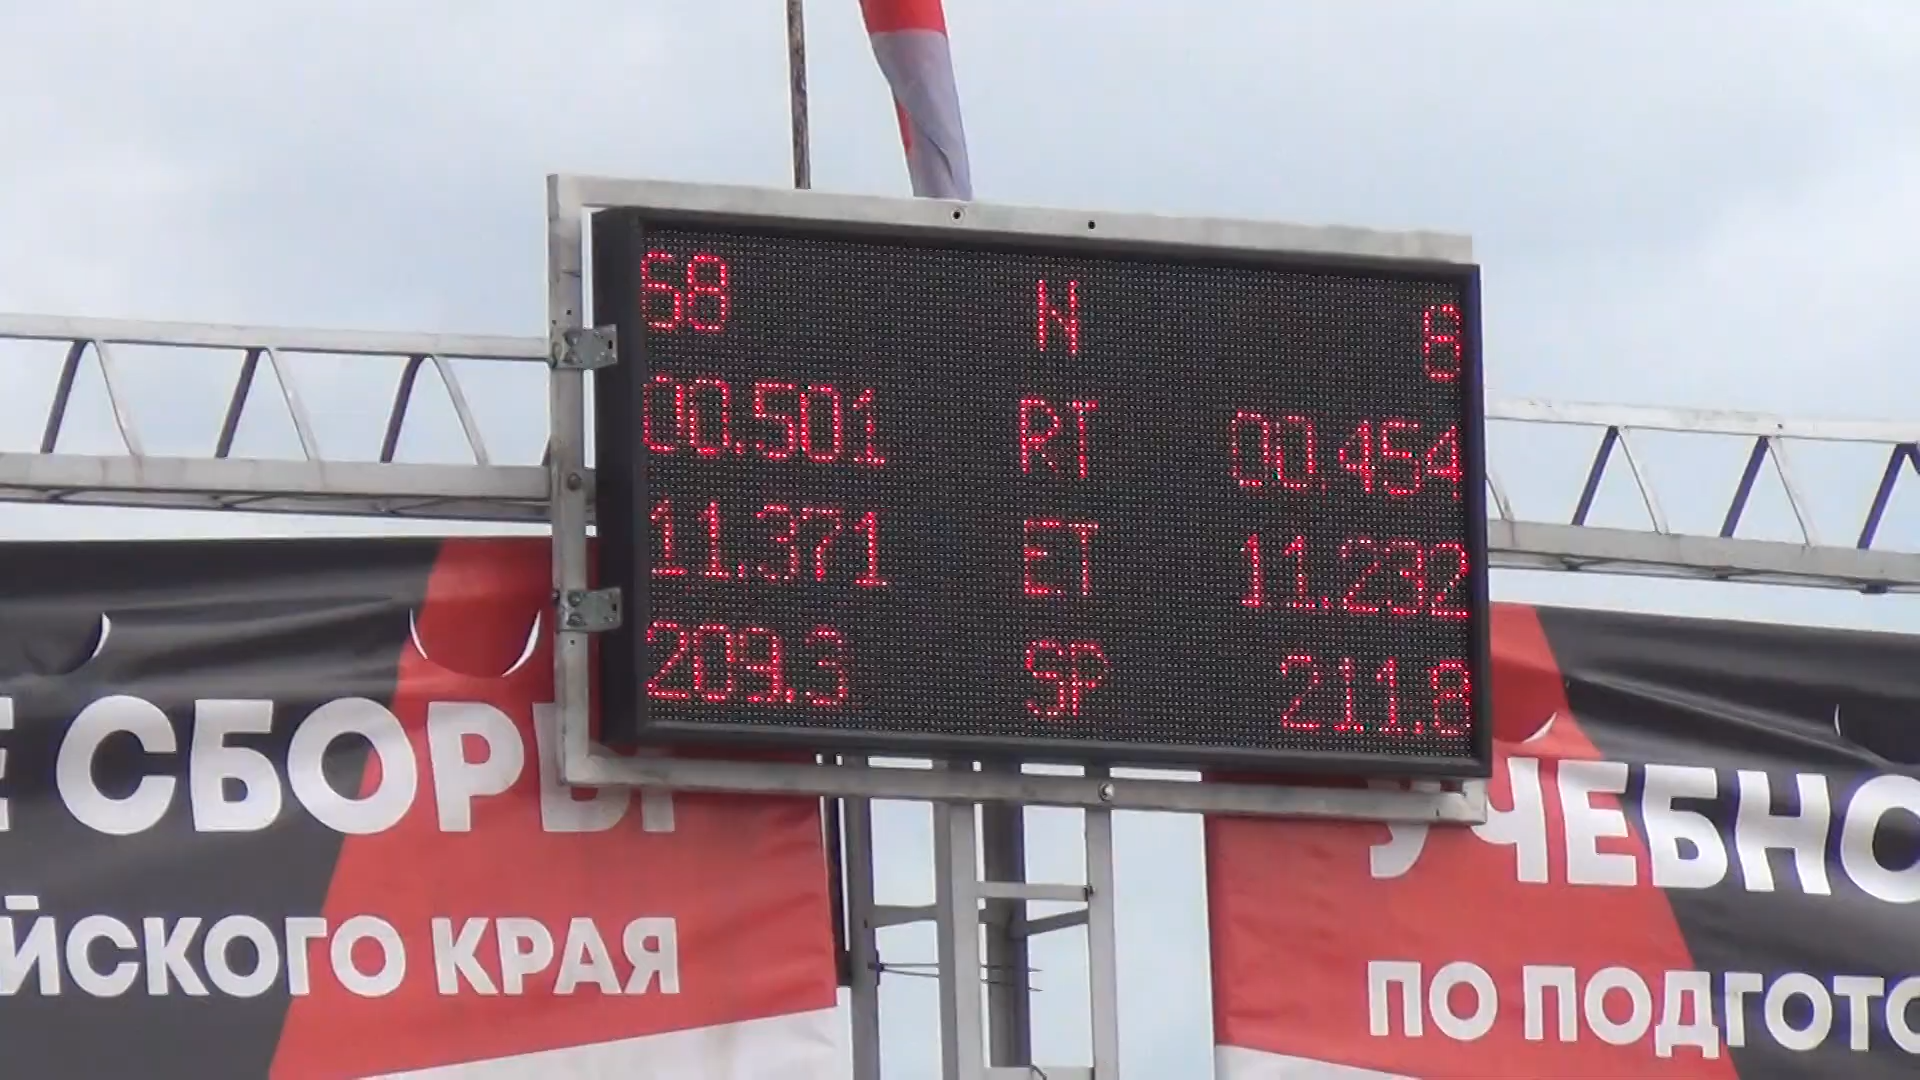 68 N 6
00.501 RT 00.454
11.371 ET 11.232
209.3 SP 211.8
Е СБОРЫ
ЙСКОГО КРАЯ
УЧЕБНО
ПО ПОДГОТО